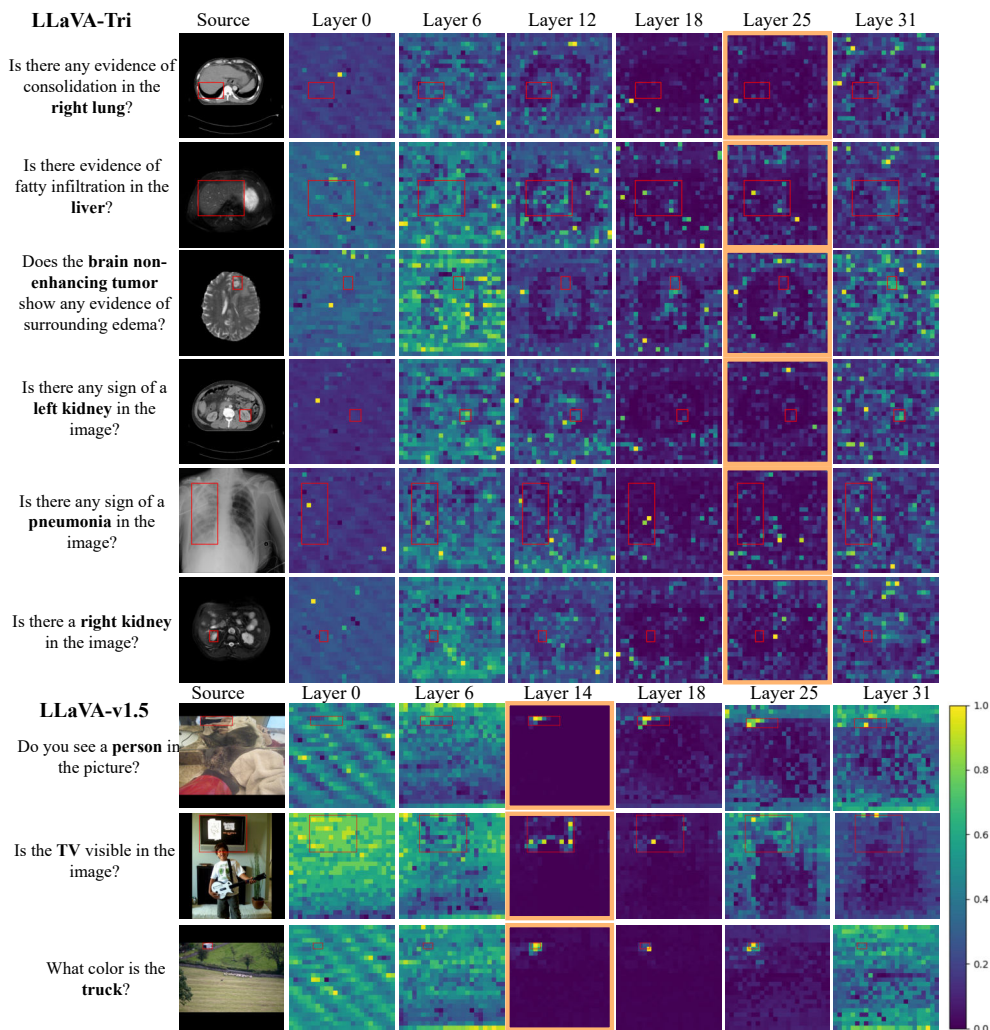 LLaVA-Tri
Source
Layer 0
Layer 6
Layer 12
Layer 18
Layer 25
Laye 31
Is there any evidence of
consolidation in the
right lung?
Is there evidence of
fatty infiltration in the
liver?
Does the brain non-
enhancing tumor
show any evidence of
surrounding edema?
Is there any sign of a
left kidney in the
image?
Is there any sign of a
pneumonia in the
image?
Is there a right kidney
in the image?
LLaVA-v1.5
Source
Layer 0
Layer 6
Layer 14
Layer 18
Layer 25
Layer 31
Do you see a person in
the picture?
Is the TV visible in the
image?
What color is the
truck?
1.0
0.8
0.6
0.4
0.2
0.0